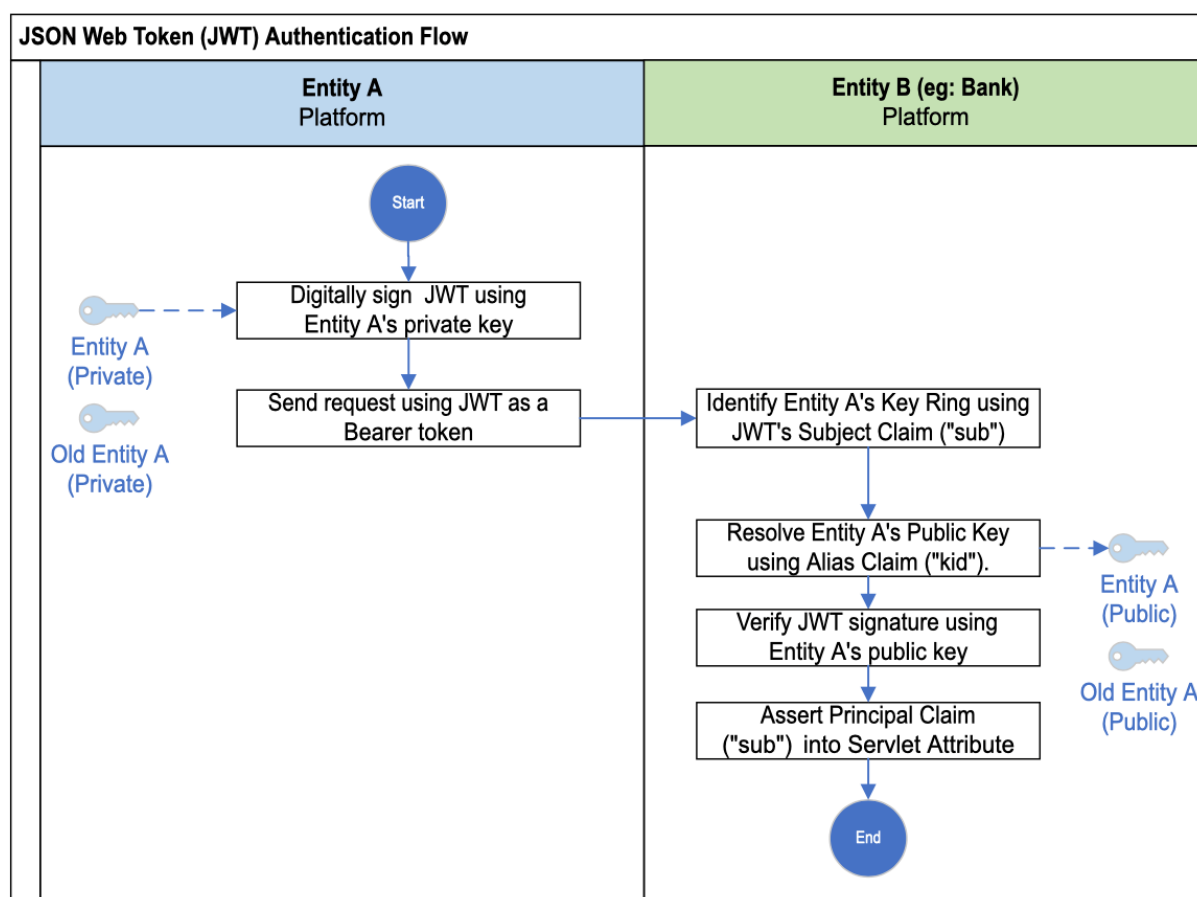 JSON Web Token (JWT) Authentication Flow
Entity A
Platform
Entity B (eg: Bank)
Platform
Start
Digitally sign  JWT using
Entity A's private key
Entity A
(Private)
Send request using JWT as a
Bearer token
Old Entity A
(Private)
Identify Entity A's Key Ring using
JWT's Subject Claim ("sub")
Resolve Entity A's Public Key
using Alias Claim ("kid").
Entity A
(Public)
Verify JWT signature using
Entity A's public key
Old Entity A
(Public)
Assert Principal Claim
("sub")  into Servlet Attribute
End